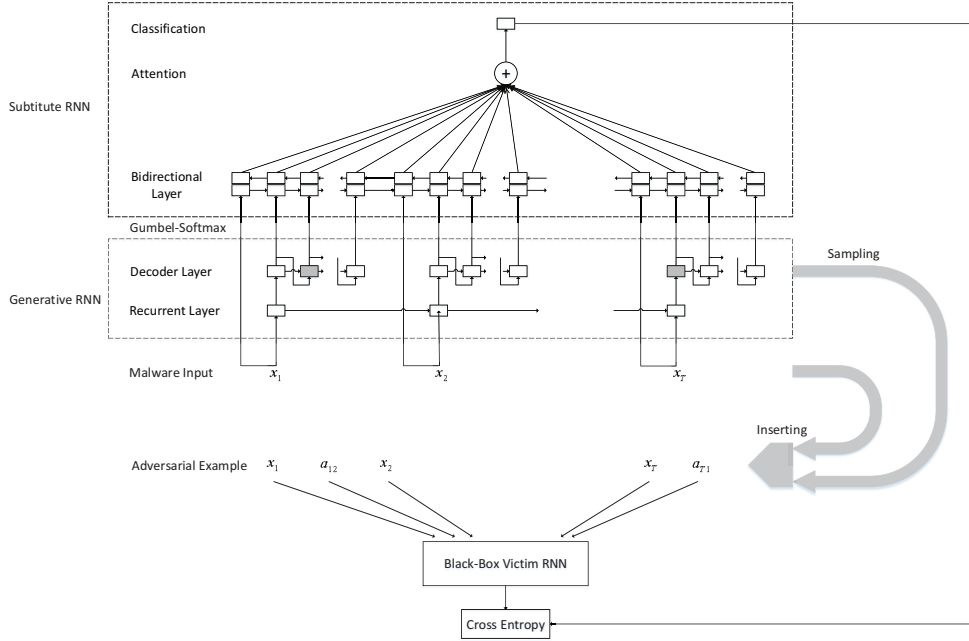 Classification
+
Attention
Subtitute RNN
Bidirectional
Layer
Gumbel-Softmax
Decoder Layer
Sampling
Generative RNN
Recurrent Layer
Malware Input
x1
x2
xT
Inserting
Adversarial Example
x1
a12
x2
xT
aT1
Black-Box Victim RNN
Cross Entropy